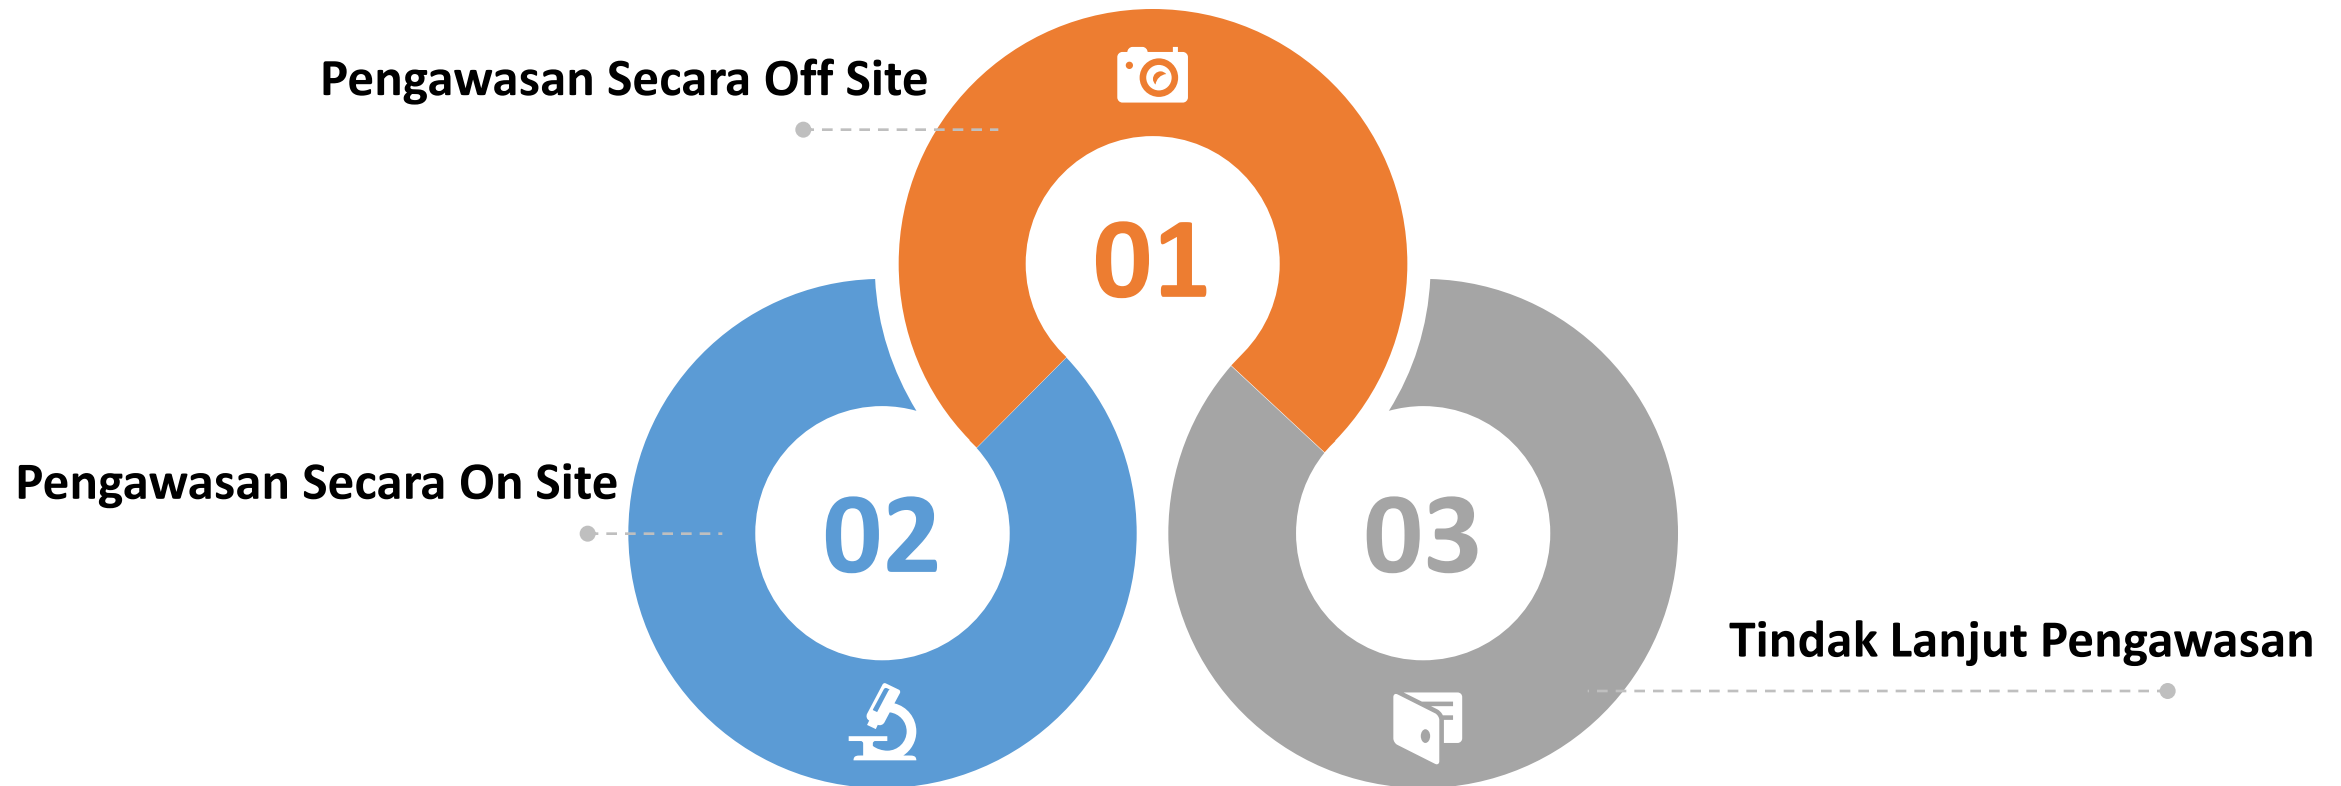 Pengawasan Secara Off Site
01
Pengawasan Secara On Site
02
03
Tindak Lanjut Pengawasan